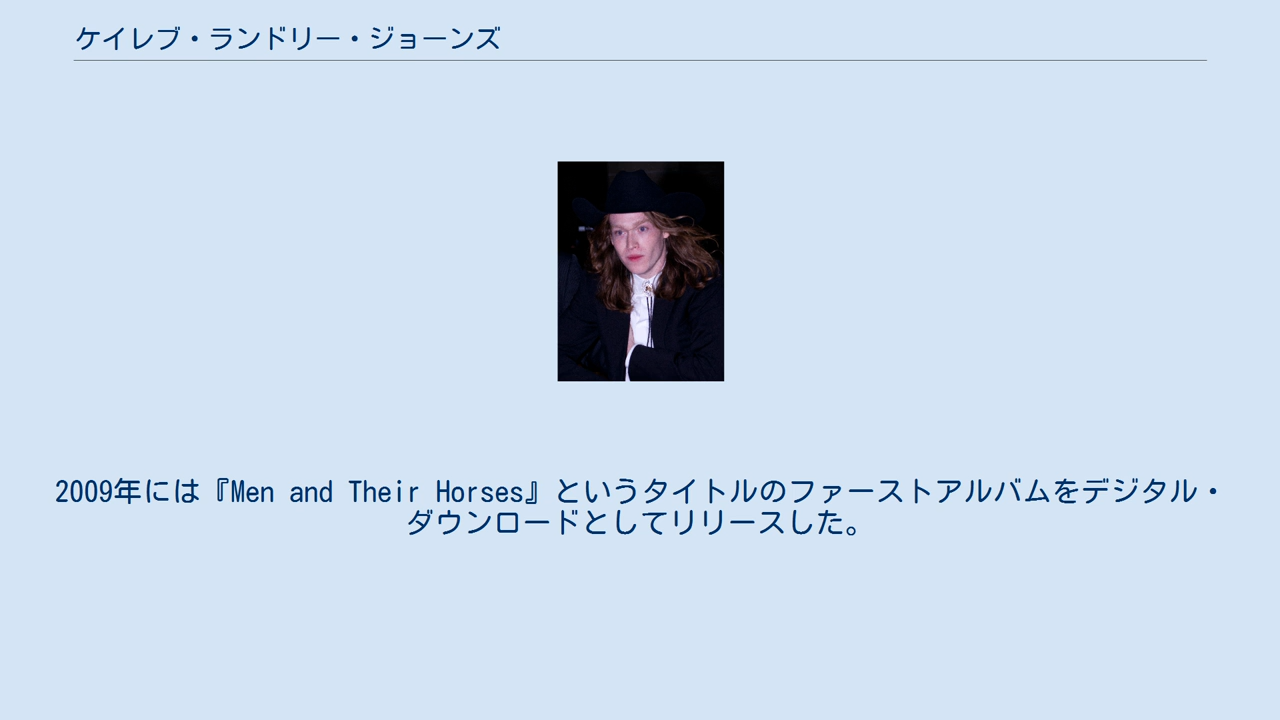 ケイレブ・ランドリー・ジョーンズ
2009年には『Men and Their Horses』というタイトルのファーストアルバムをデジタル・
ダウンロードとしてリリースした。